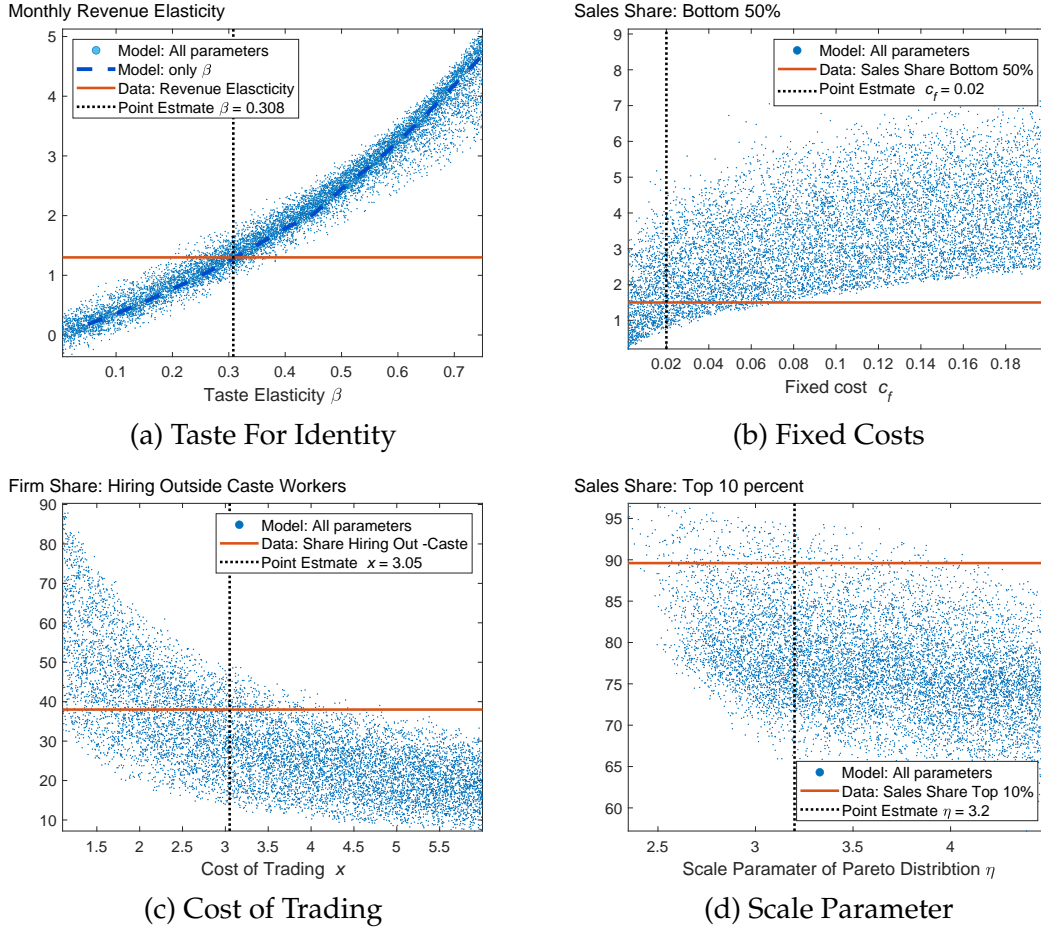 Monthly Revenue Elasticity
5
4
3
2
1
0
Model: All parameters
Model: only β
Data: Revenue Elascticity
Point Estmate β = 0.308
0.1 0.2 0.3 0.4 0.5 0.6 0.7
Taste Elasticity β
(a) Taste For Identity
Sales Share: Bottom 50%
9
8
7
6
5
4
3
2
1
Model: All parameters
Data: Sales Share Bottom 50%
Point Estmate c_f = 0.02
0.02 0.04 0.06 0.08 0.10 0.12 0.14 0.16 0.18
Fixed cost c_f
(b) Fixed Costs
Firm Share: Hiring Outside Caste Workers
90
80
70
60
50
40
30
20
10
Model: All parameters
Data: Share Hiring Out -Caste
Point Estmate x = 3.05
1.5 2 2.5 3 3.5 4 4.5 5 5.5
Cost of Trading x
(c) Cost of Trading
Sales Share: Top 10 percent
95
90
85
80
75
70
65
60
Model: All parameters
Data: Sales Share Top 10%
Point Estmate η = 3.2
2.5 3 3.5 4
Scale Paramater of Pareto Distribtion η
(d) Scale Parameter